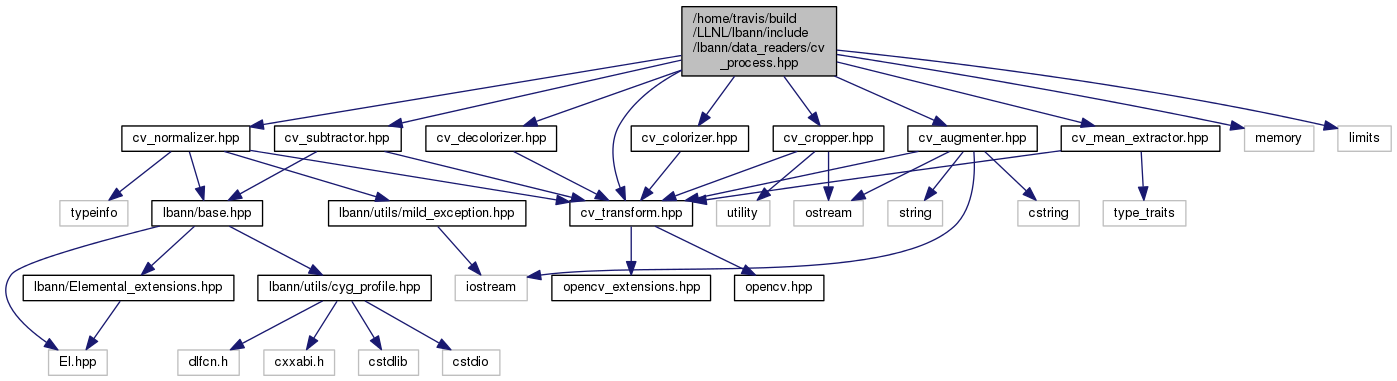 /home/travis/build
/LLNL/lbann/include
/lbann/data_readers/cv
_process.hpp
cv_normalizer.hpp
cv_subtractor.hpp
cv_decolorizer.hpp
cv_colorizer.hpp
cv_cropper.hpp
cv_augmenter.hpp
cv_mean_extractor.hpp
memory
limits
typeinfo
lbann/base.hpp
lbann/utils/mild_exception.hpp
cv_transform.hpp
utility
ostream
string
cstring
type_traits
lbann/Elemental_extensions.hpp
lbann/utils/cyg_profile.hpp
iostream
opencv_extensions.hpp
opencv.hpp
El.hpp
dlfcn.h
cxxabi.h
cstdlib
cstdio